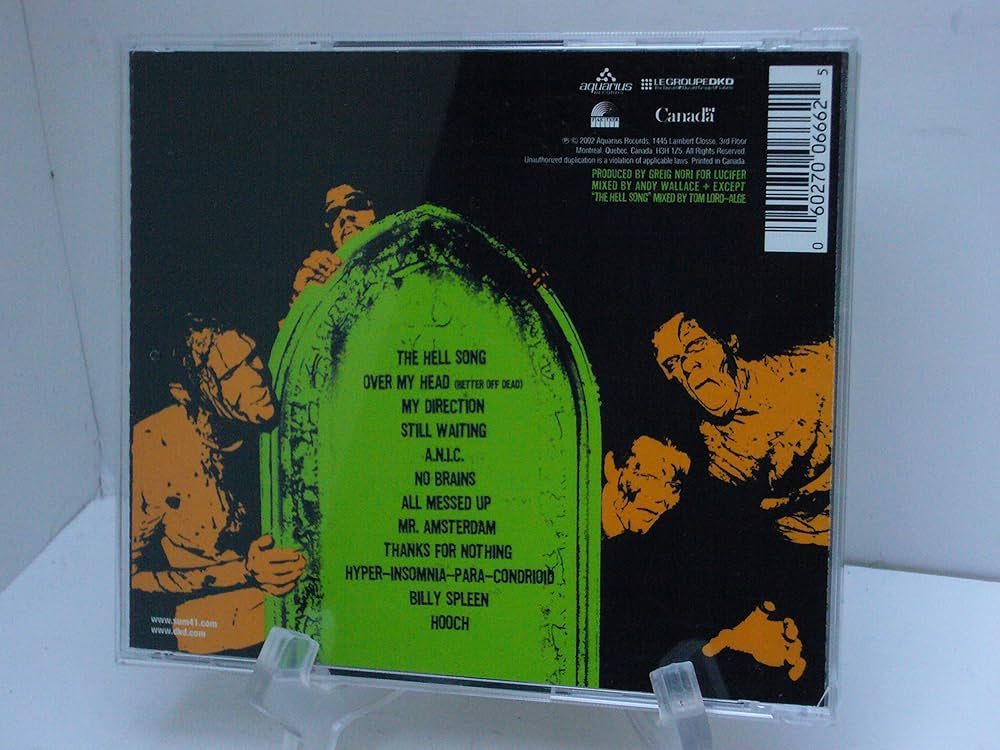 aquarius
RECORDS
LE GROUPE DKD
Canada
℗ © 2002 Aquarius Records, 1445 Lambert Closse, 3rd Floor
Montreal, Quebec, Canada H3H 1Z5. All Rights Reserved.
Unauthorized duplication is a violation of applicable laws. Printed in Canada.
PRODUCED BY GREIG NORI FOR LUCIFER
MIXED BY ANDY WALLACE + EXCEPT
"THE HELL SONG" MIXED BY TOM LORD-ALGE
0 60270 06662 5
THE HELL SONG
OVER MY HEAD (BETTER OFF DEAD)
MY DIRECTION
STILL WAITING
A.N.I.C.
NO BRAINS
ALL MESSED UP
MR. AMSTERDAM
THANKS FOR NOTHING
HYPER-INSOMNIA-PARA-CONDRIOID
BILLY SPLEEN
HOOCH
www.sum41.com
www.dkd.com